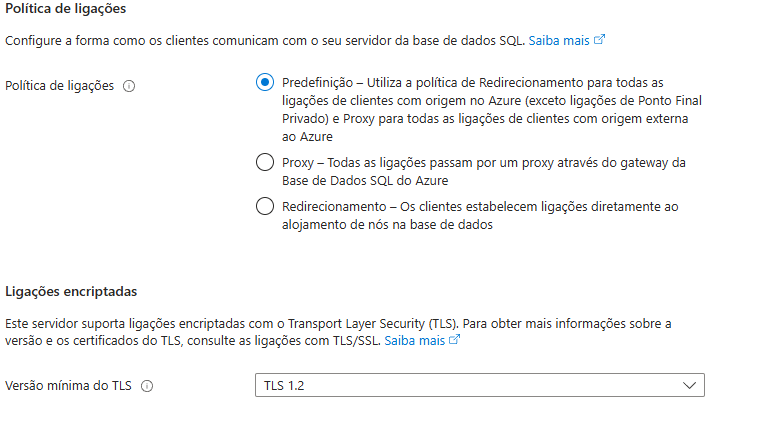 Política de ligações
Configure a forma como os clientes comunicam com o seu servidor da base de dados SQL. Saiba mais
Política de ligações
Predefinição – Utiliza a política de Redirecionamento para todas as
ligações de clientes com origem no Azure (exceto ligações de Ponto Final
Privado) e Proxy para todas as ligações de clientes com origem externa
ao Azure
Proxy – Todas as ligações passam por um proxy através do gateway da
Base de Dados SQL do Azure
Redirecionamento – Os clientes estabelecem ligações diretamente ao
alojamento de nós na base de dados
Ligações encriptadas
Este servidor suporta ligações encriptadas com o Transport Layer Security (TLS). Para obter mais informações sobre a
versão e os certificados do TLS, consulte as ligações com TLS/SSL. Saiba mais
Versão mínima do TLS
TLS 1.2